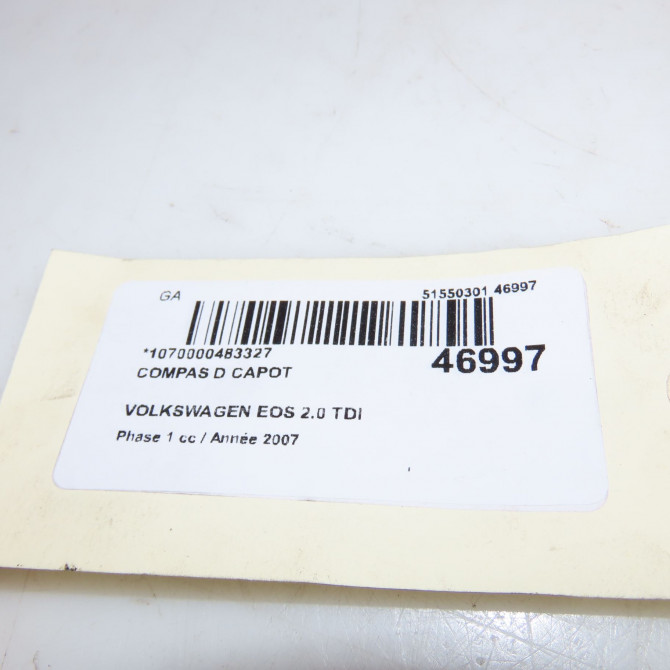 GA
51550301 46997
*1070000483327
46997
COMPAS D CAPOT
VOLKSWAGEN EOS 2.0 TDI
Phase 1 cc / Année 2007